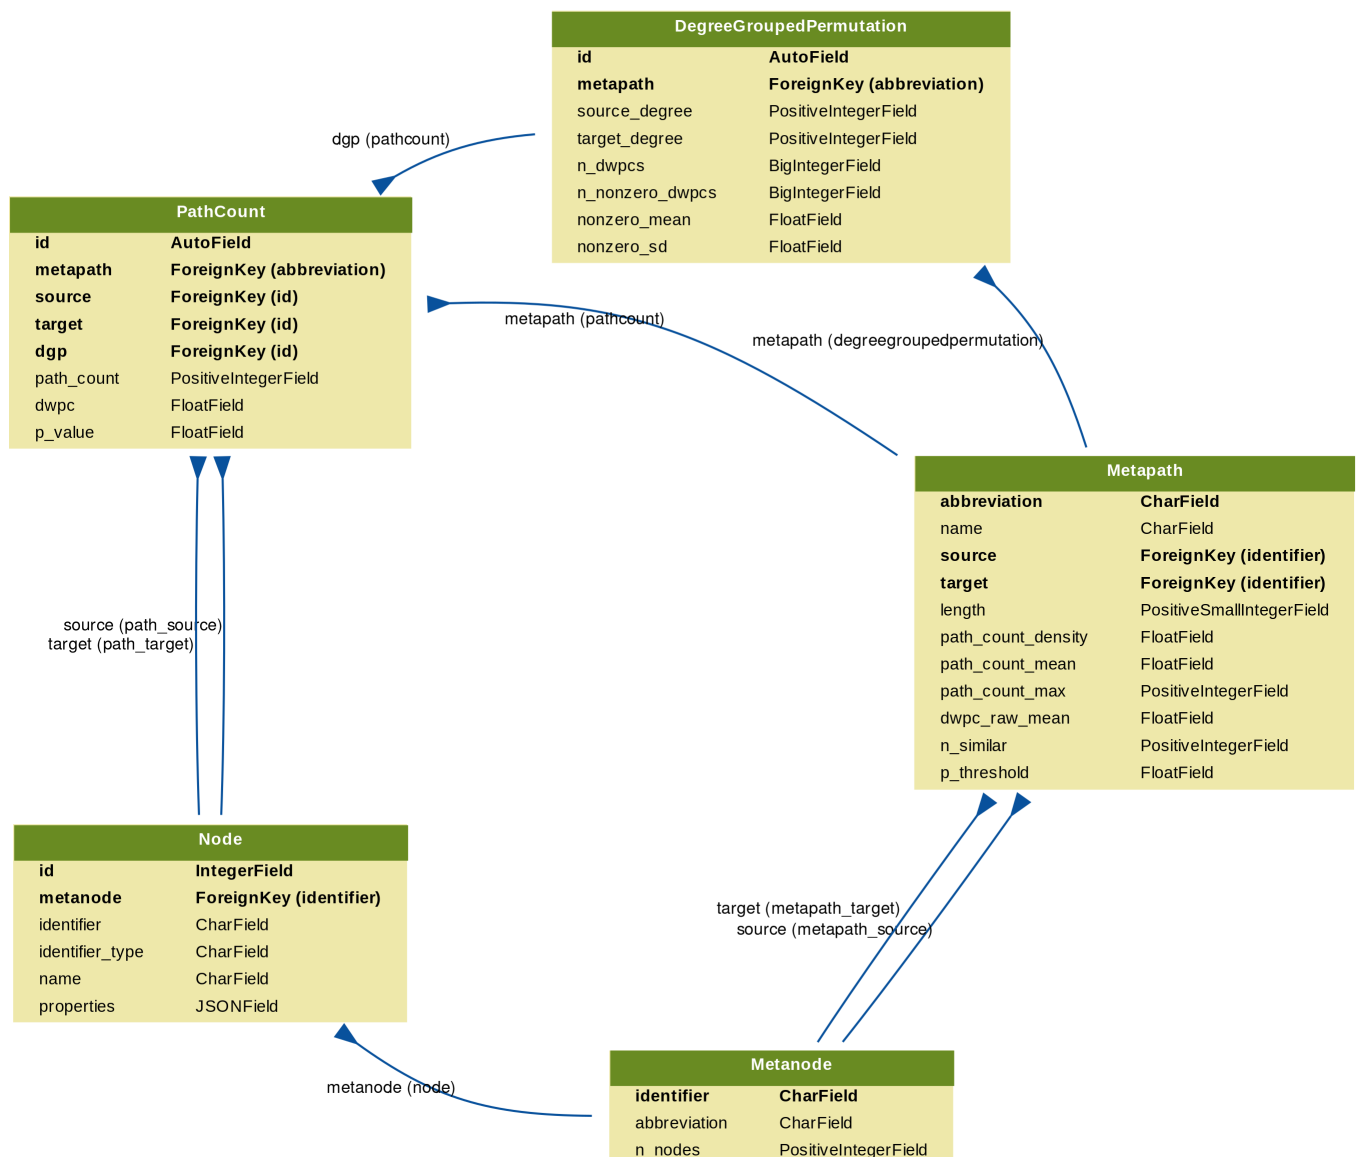 DegreeGroupedPermutation
id AutoField
metapath ForeignKey (abbreviation)
source_degree PositiveIntegerField
target_degree PositiveIntegerField
n_dwpcs BigIntegerField
n_nonzero_dwpcs BigIntegerField
nonzero_mean FloatField
nonzero_sd FloatField
dgp (pathcount)
PathCount
id AutoField
metapath ForeignKey (abbreviation)
source ForeignKey (id)
target ForeignKey (id)
dgp ForeignKey (id)
path_count PositiveIntegerField
dwpc FloatField
p_value FloatField
metapath (pathcount)
metapath (degreegroupedpermutation)
Metapath
abbreviation CharField
name CharField
source ForeignKey (identifier)
target ForeignKey (identifier)
length PositiveSmallIntegerField
path_count_density FloatField
path_count_mean FloatField
path_count_max PositiveIntegerField
dwpc_raw_mean FloatField
n_similar PositiveIntegerField
p_threshold FloatField
source (path_source)
target (path_target)
Node
id IntegerField
metanode ForeignKey (identifier)
identifier CharField
identifier_type CharField
name CharField
properties JSONField
target (metapath_target)
source (metapath_source)
metanode (node)
Metanode
identifier CharField
abbreviation CharField
n_nodes PositiveIntegerField